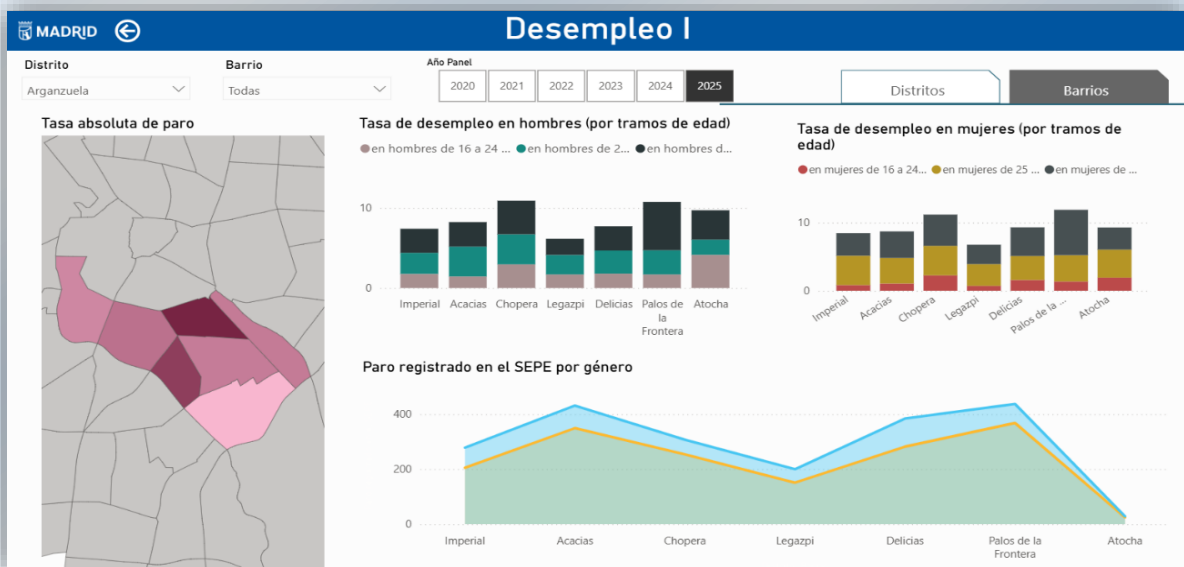 MADRID
Desempleo I
Distrito
Arganzuela
Barrio
Todas
Año Panel
2020 2021 2022 2023 2024 2025
Distritos
Barrios
Tasa absoluta de paro
Tasa de desempleo en hombres (por tramos de edad)
en hombres de 16 a 24 ... en hombres de 2... en hombres d...
10
0
Imperial Acacias Chopera Legazpi Delicias Palos de
la
Frontera
Atocha
Tasa de desempleo en mujeres (por tramos de
edad)
en mujeres de 16 a 24... en mujeres de 25 ... en mujeres de ...
10
0
Imperial Acacias Chopera Legazpi Delicias Palos de la ... Atocha
Paro registrado en el SEPE por género
400
200
0
Imperial Acacias Chopera Legazpi Delicias Palos de la
Frontera
Atocha